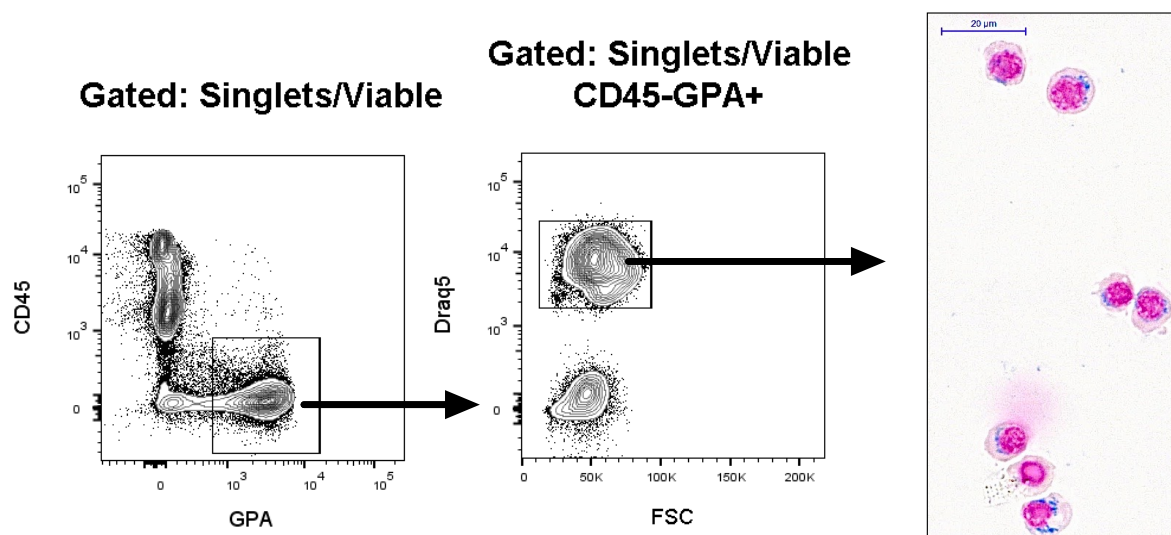 Gated: Singlets/Viable
CD45
10^5
10^4
10^3
0
0
10^3
10^4
10^5
GPA
Gated: Singlets/Viable
CD45-GPA+
Draq5
10^5
10^4
10^3
0
0
50K
100K
150K
200K
FSC
20 µm